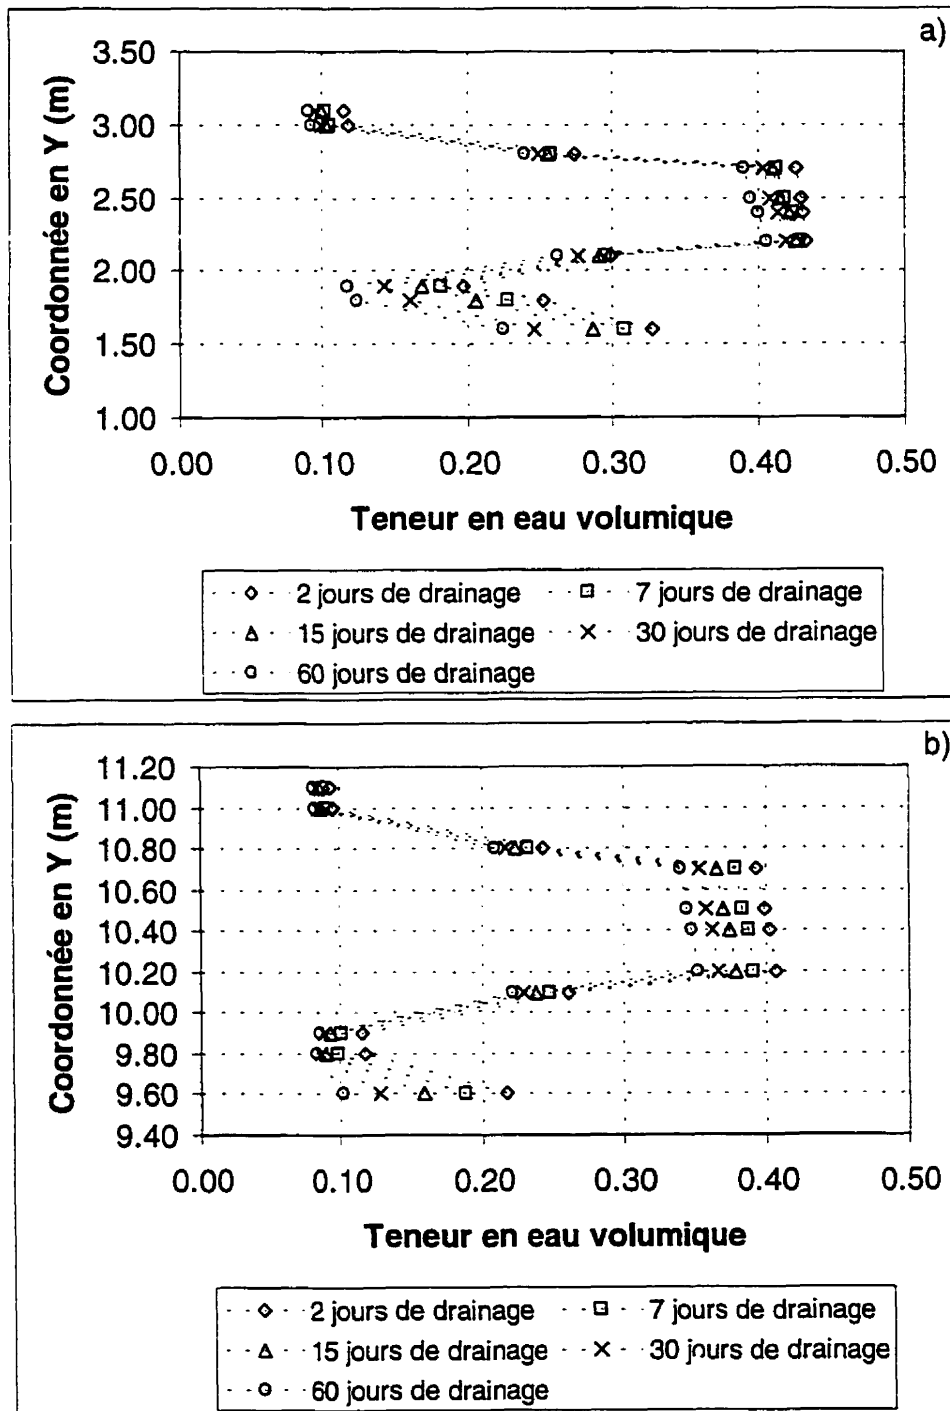 a)
Coordonnée en Y (m)
3.50
3.00
2.50
2.00
1.50
1.00
0.00 0.10 0.20 0.30 0.40 0.50
Teneur en eau volumique
2 jours de drainage 7 jours de drainage
15 jours de drainage 30 jours de drainage
60 jours de drainage
b)
Coordonnée en Y (m)
11.20
11.00
10.80
10.60
10.40
10.20
10.00
9.80
9.60
9.40
0.00 0.10 0.20 0.30 0.40 0.50
Teneur en eau volumique
2 jours de drainage 7 jours de drainage
15 jours de drainage 30 jours de drainage
60 jours de drainage